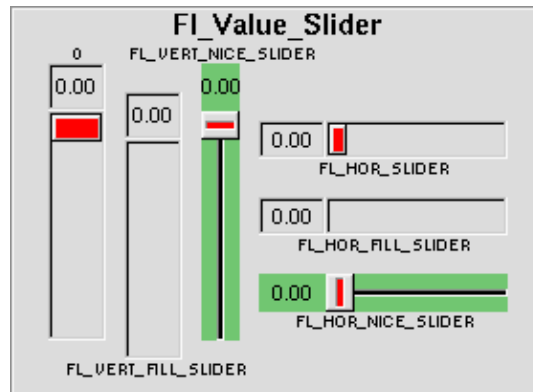 Fl_Value_Slider
0
FL_VERT_NICE_SLIDER
0.00
0.00
0.00
0.00
FL_HOR_SLIDER
0.00
FL_HOR_FILL_SLIDER
0.00
FL_HOR_NICE_SLIDER
FL_VERT_FILL_SLIDER